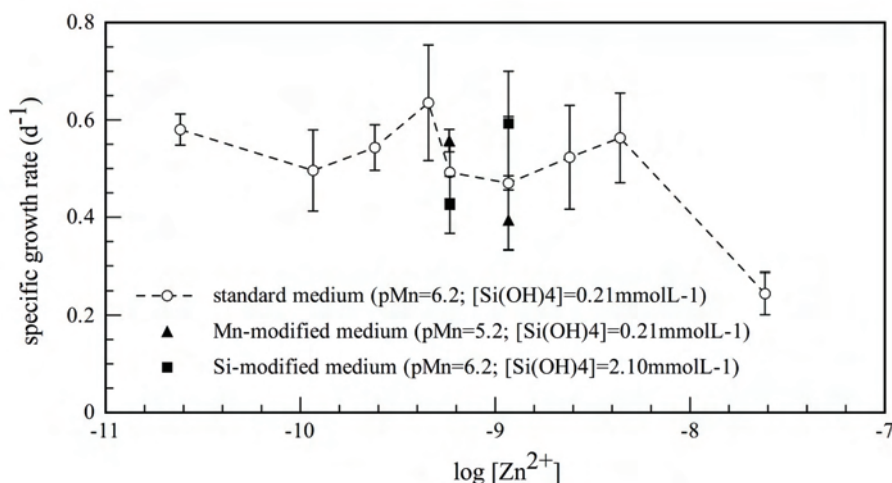 0.8
0.6
0.4
0.2
0
specific growth rate (d-1)
standard medium (pMn=6.2; [Si(OH)4]=0.21mmolL-1)
Mn-modified medium (pMn=5.2; [Si(OH)4]=0.21mmolL-1)
Si-modified medium (pMn=6.2; [Si(OH)4]=2.10mmolL-1)
-11 -10 -9 -8 -7
log [Zn2+]